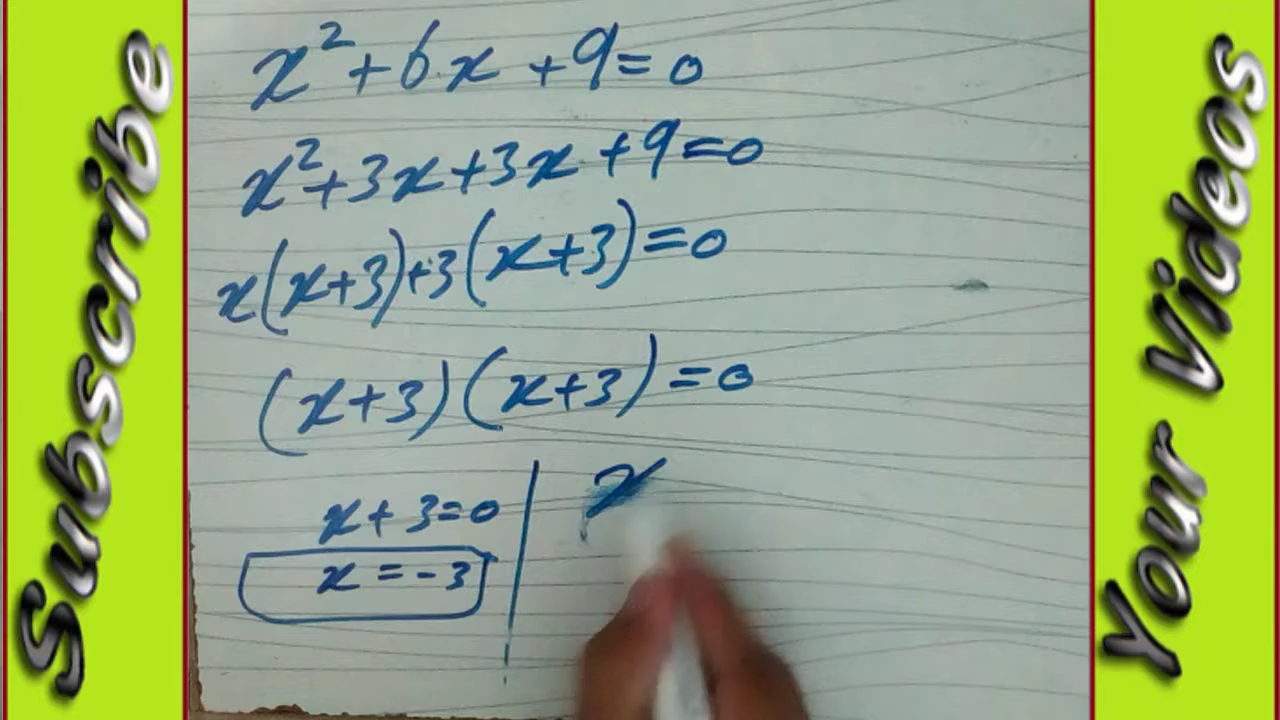 Subscribe
x²+6x+9=0
x²+3x+3x+9=0
x(x+3)+3(x+3)=0
(x+3)(x+3)=0
x+3=0
x=-3
x
Your Videos